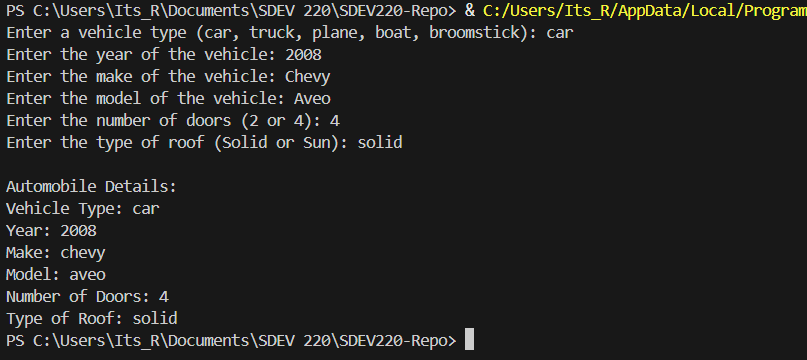 PS C:\Users\Its_R\Documents\SDEV 220\SDEV220-Repo> & C:/Users/Its_R/AppData/Local/Program
Enter a vehicle type (car, truck, plane, boat, broomstick): car
Enter the year of the vehicle: 2008
Enter the make of the vehicle: Chevy
Enter the model of the vehicle: Aveo
Enter the number of doors (2 or 4): 4
Enter the type of roof (Solid or Sun): solid
Automobile Details:
Vehicle Type: car
Year: 2008
Make: chevy
Model: aveo
Number of Doors: 4
Type of Roof: solid
PS C:\Users\Its_R\Documents\SDEV 220\SDEV220-Repo>